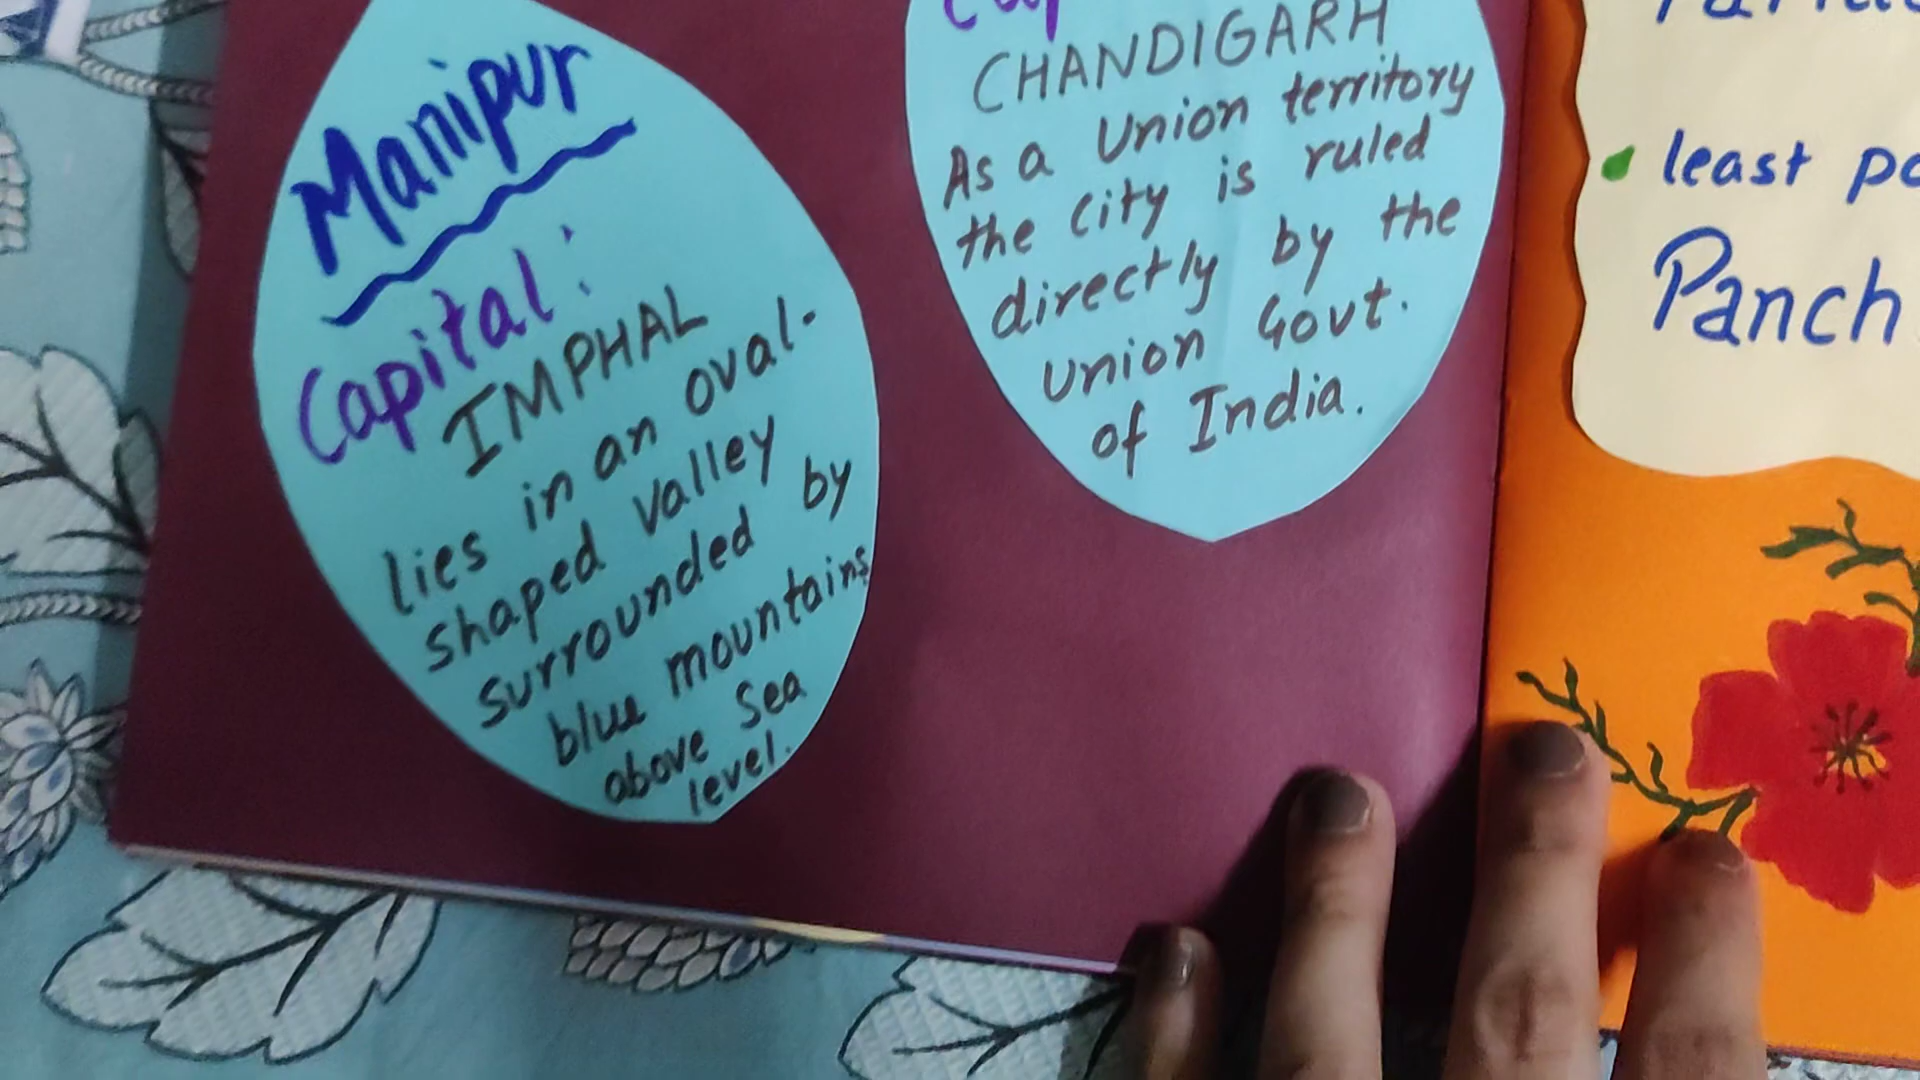 Manipur
Capital:
IMPHAL
lies in an oval-
shaped valley
surrounded by
blue mountains
above Sea
level.
CHANDIGARH
As a Union territory
the city is ruled
directly by the
union Govt.
of India.
least
Panch